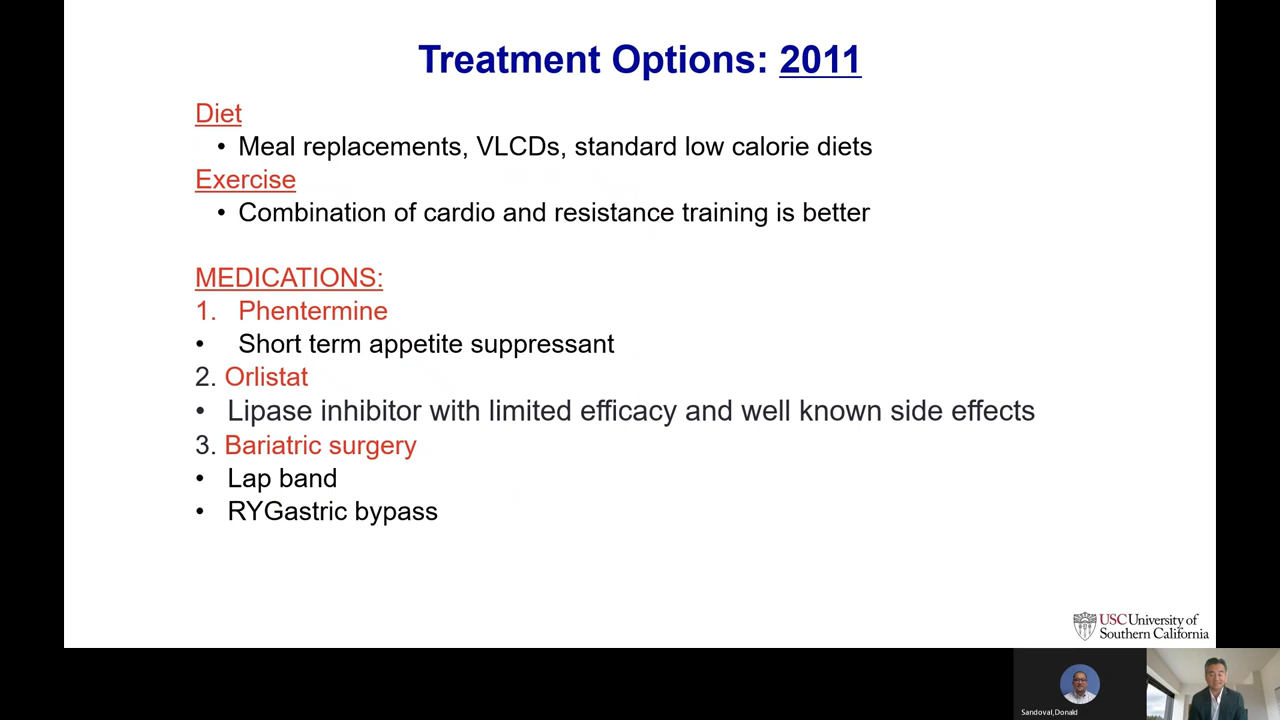 Treatment Options: 2011
Diet
• Meal replacements, VLCDs, standard low calorie diets
Exercise
• Combination of cardio and resistance training is better
MEDICATIONS:
1. Phentermine
• Short term appetite suppressant
2. Orlistat
• Lipase inhibitor with limited efficacy and well known side effects
3. Bariatric surgery
• Lap band
• RYGastric bypass
USC University of
Southern California
Sandoval,Donald